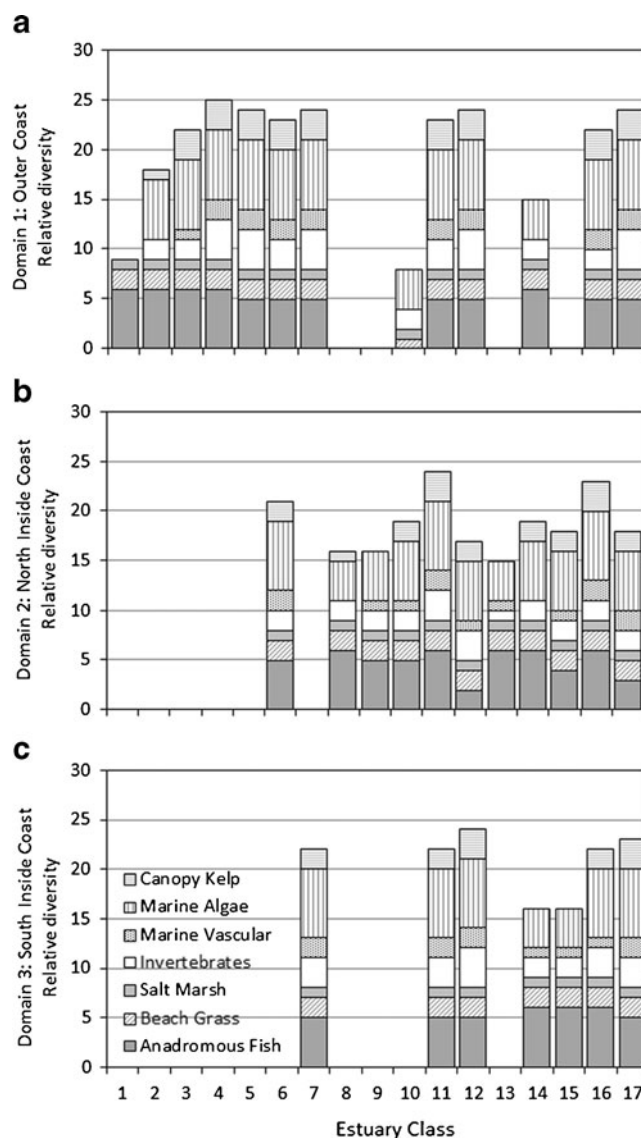 a
Domain 1: Outer Coast
Relative diversity
30
25
20
15
10
5
0
b
Domain 2: North Inside Coast
Relative diversity
30
25
20
15
10
5
0
c
Domain 3: South Inside Coast
Relative diversity
30
25
20
15
10
5
0
Canopy Kelp
Marine Algae
Marine Vascular
Invertebrates
Salt Marsh
Beach Grass
Anadromous Fish
1 2 3 4 5 6 7 8 9 10 11 12 13 14 15 16 17
Estuary Class